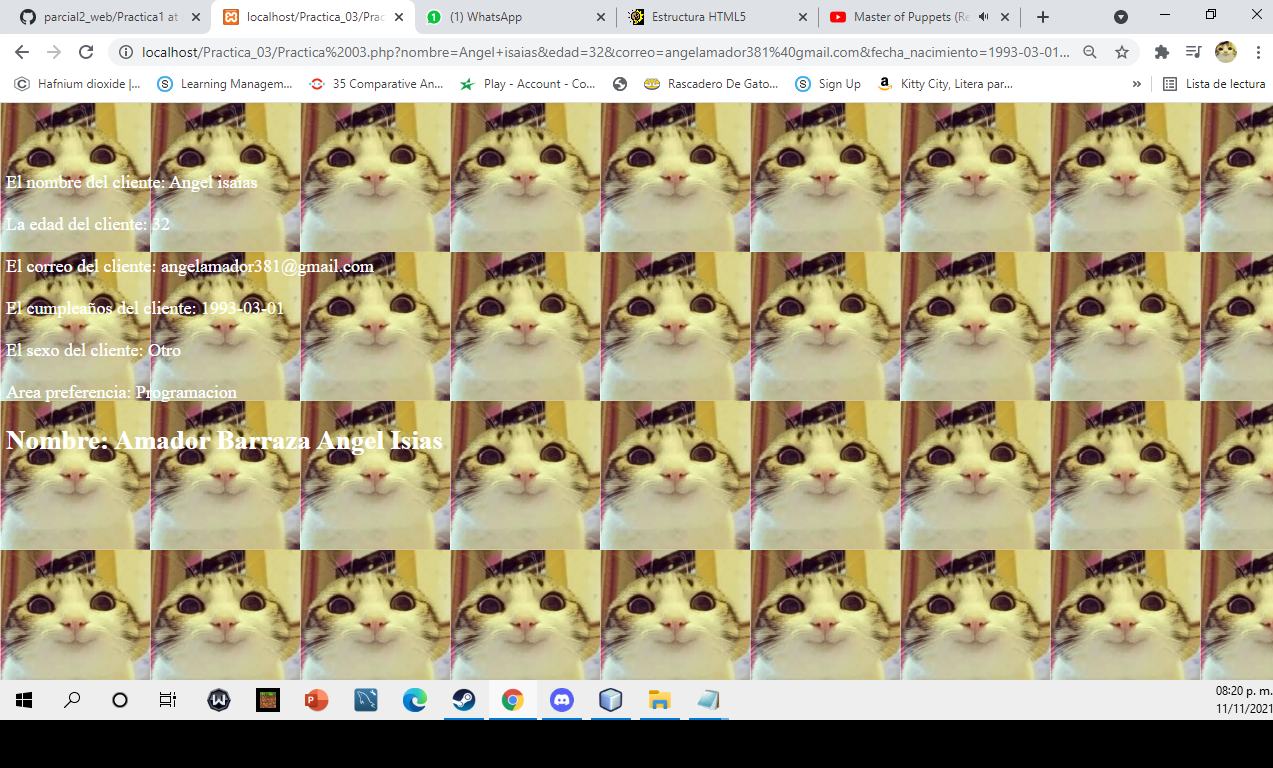 parcial2_web/Practica1 at
localhost/Practica_03/Prac
(1) WhatsApp
Estructura HTML5
Master of Puppets (Re
localhost/Practica_03/Practica%2003.php?nombre=Angel+isaias&edad=32&correo=angelamador381%40gmail.com&fecha_nacimiento=1993-03-01...
Hafnium dioxide |... Learning Managem... 35 Comparative An... Play - Account - Co... Rascadero De Gato... Sign Up Kitty City, Litera par... » Lista de lectura
El nombre del cliente: Angel isaias
La edad del cliente: 32
El correo del cliente: angelamador381@gmail.com
El cumpleaños del cliente: 1993-03-01
El sexo del cliente: Otro
Area preferencia: Programacion
Nombre: Amador Barraza Angel Isias
08:20 p. m.
11/11/2021